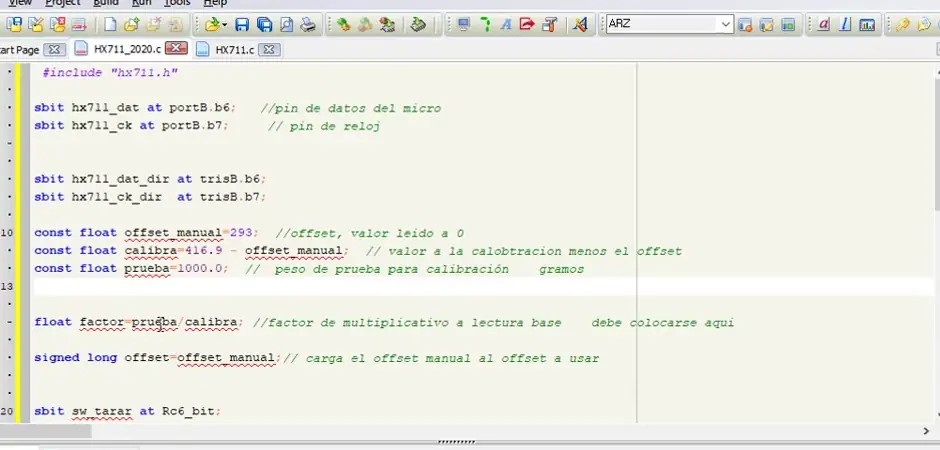 View Project Build Run Tools Help
ARZ
art Page HX711_2020.c HX711.c
#include "hx711.h"
sbit hx711_dat at portB.b6; //pin de datos del micro
sbit hx711_ck at portB.b7; // pin de reloj
sbit hx711_dat_dir at trisB.b6;
sbit hx711_ck_dir at trisB.b7;
10 const float offset_manual=293; //offset, valor leido a 0
const float calibra=416.9 - offset_manual; // valor a la calobtracion menos el offset
const float prueba=1000.0; // peso de prueba para calibración gramos
13
float factor=prueba/calibra; //factor de multiplicativo a lectura base debe colocarse aqui
signed long offset=offset_manual;// carga el offset manual al offset a usar
20 sbit sw_tarar at Rc6_bit;